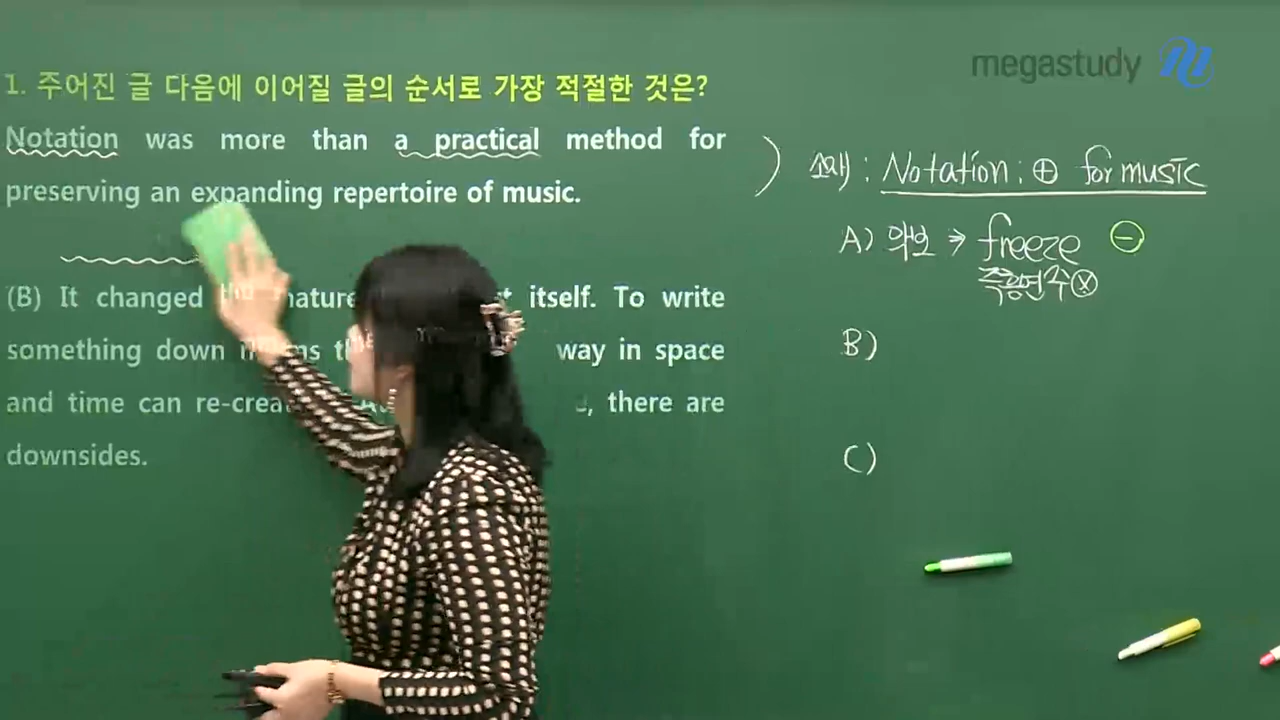 megastudy
1. 주어진 글 다음에 이어질 글의 순서로 가장 적절한 것은?
Notation was more than a practical method for
preserving an expanding repertoire of music.
(B) It changed the nature itself. To write
something down way in space
and time can re-create there are
downsides.
소재 : Notation : ⊕ for music
A) 악보 → freeze ⊖
즉흥연주 ⓧ
B)
C)